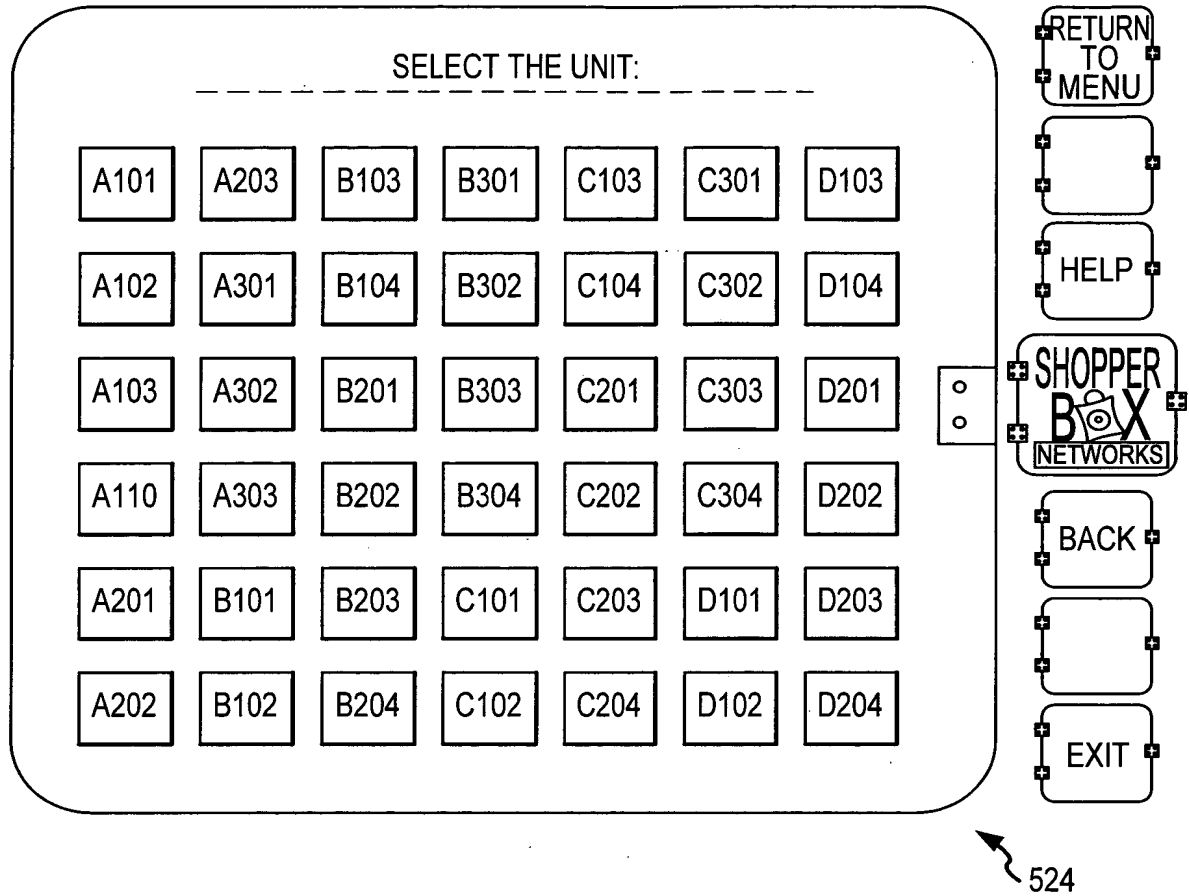 SELECT THE UNIT:
A101 A203 B103 B301 C103 C301 D103
A102 A301 B104 B302 C104 C302 D104
A103 A302 B201 B303 C201 C303 D201
A110 A303 B202 B304 C202 C304 D202
A201 B101 B203 C101 C203 D101 D203
A202 B102 B204 C102 C204 D102 D204
RETURN
TO
MENU
HELP
SHOPPER
BOX
NETWORKS
BACK
EXIT
524